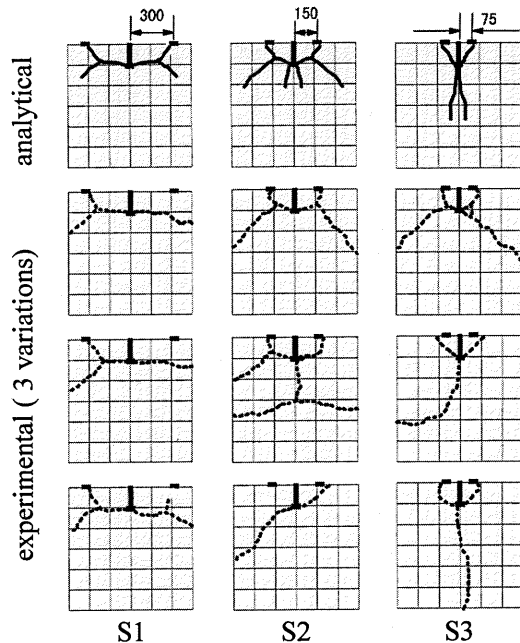 300
150
75
analytical
experimental ( 3 variations)
S1
S2
S3